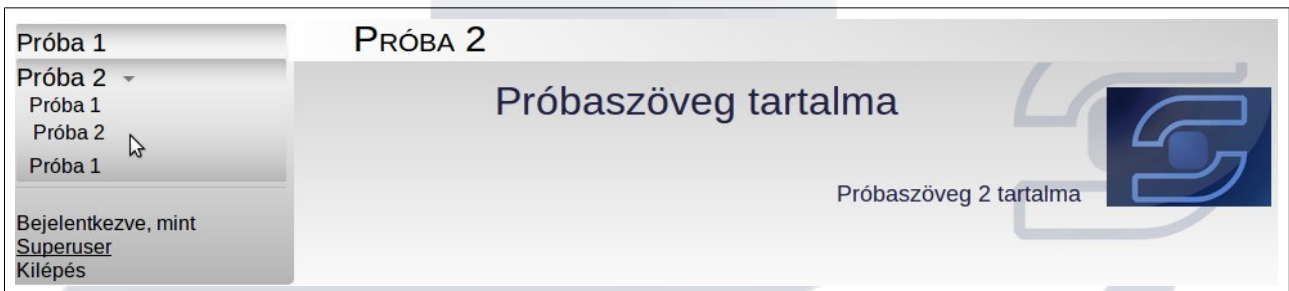 Próba 1
Próba 2
Próba 1
Próba 2
Próba 1
Bejelentkezve, mint
Superuser
Kilépés
PRÓBA 2
Próbaszöveg tartalma
Próbaszöveg 2 tartalma